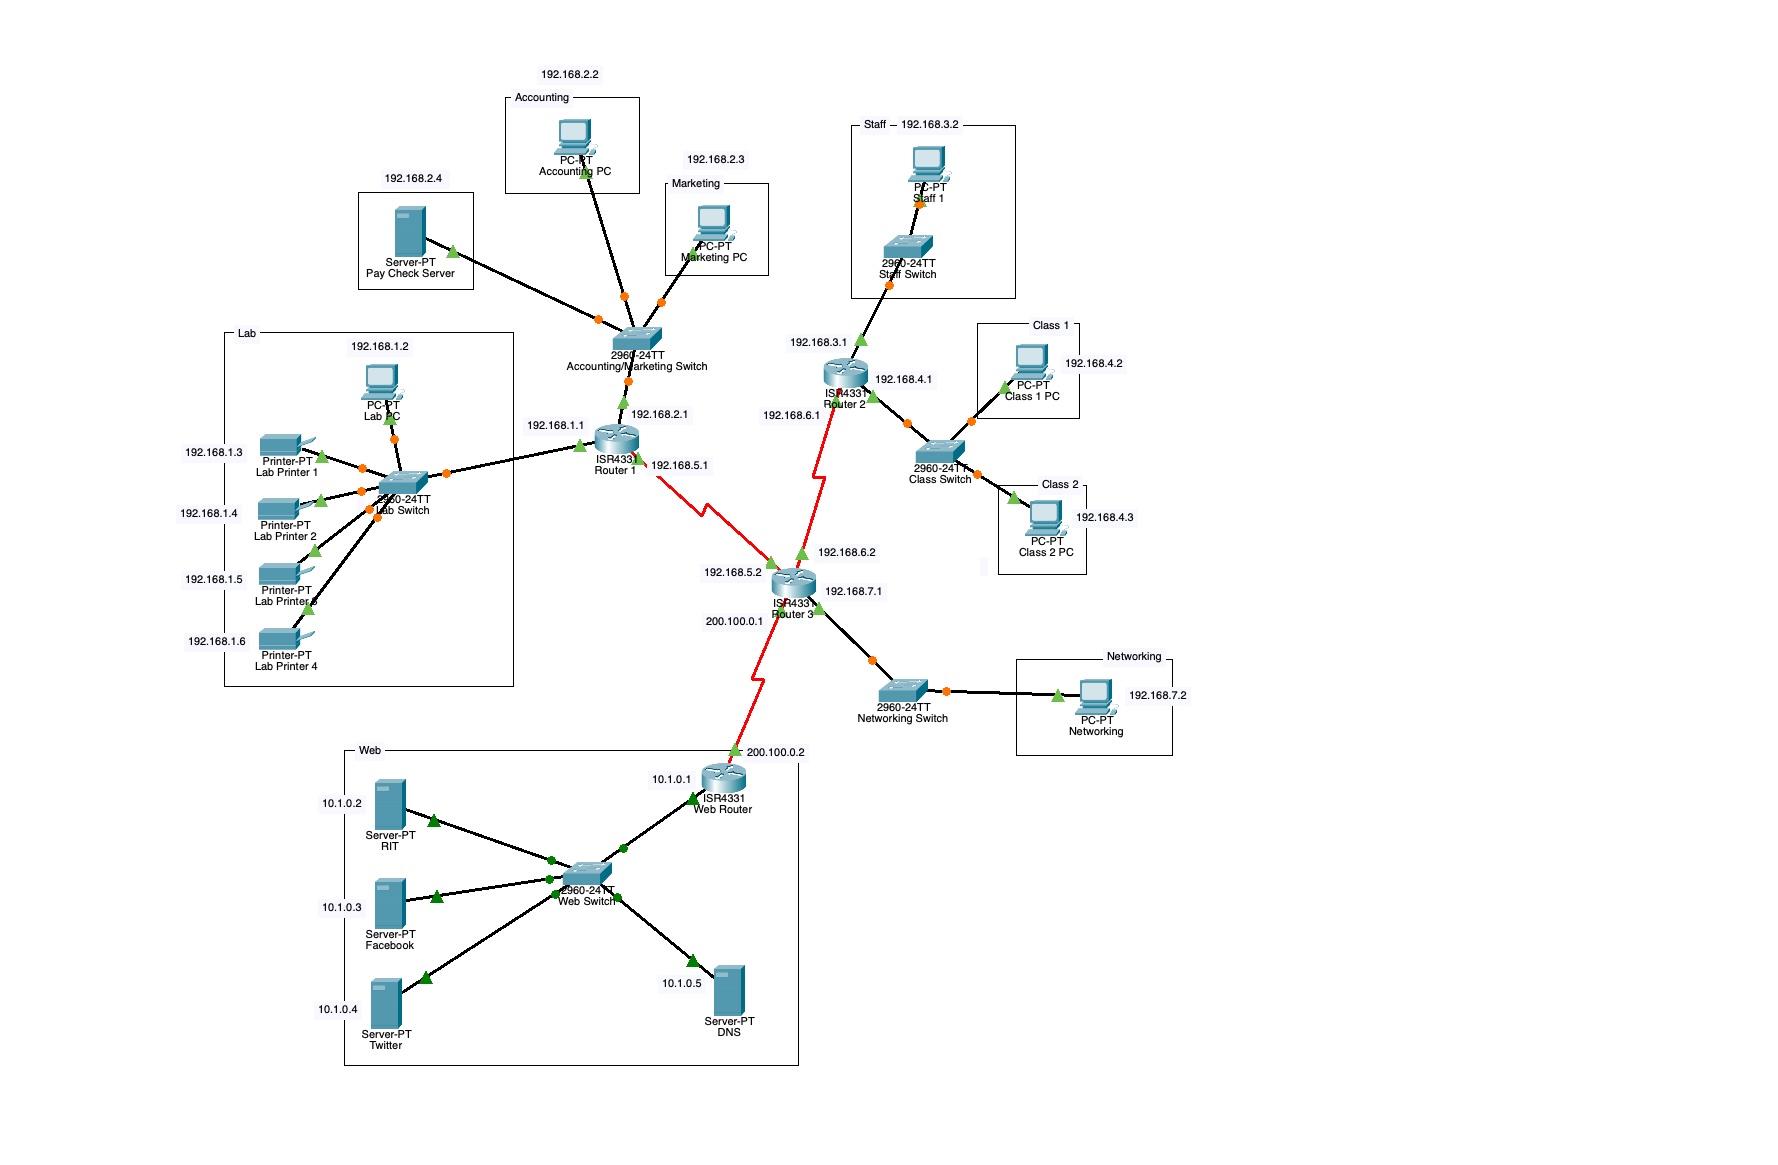 192.168.2.2
Accounting
PC-PT
Accounting PC
192.168.2.3
Marketing
PC-PT
Marketing PC
192.168.2.4
Server-PT
Pay Check Server
2960-24TT
Accounting/Marketing Switch
Staff
192.168.3.2
PC-PT
Staff 1
2960-24TT
Staff Switch
192.168.3.1
ISR4331
Router 2
192.168.4.1
192.168.6.1
Class 1
192.168.4.2
PC-PT
Class 1 PC
2960-24TT
Class Switch
Class 2
192.168.4.3
PC-PT
Class 2 PC
Lab
192.168.1.2
PC-PT
Lab PC
192.168.1.3
Printer-PT
Lab Printer 1
192.168.1.4
Printer-PT
Lab Printer 2
192.168.1.5
Printer-PT
Lab Printer 3
192.168.1.6
Printer-PT
Lab Printer 4
2960-24TT
Lab Switch
192.168.1.1
192.168.2.1
ISR4331
Router 1
192.168.5.1
192.168.6.2
192.168.5.2
192.168.7.1
ISR4331
Router 3
200.100.0.1
2960-24TT
Networking Switch
Networking
192.168.7.2
PC-PT
Networking
Web
200.100.0.2
10.1.0.1
ISR4331
Web Router
10.1.0.2
Server-PT
RIT
2960-24TT
Web Switch
10.1.0.3
Server-PT
Facebook
10.1.0.4
Server-PT
Twitter
10.1.0.5
Server-PT
DNS